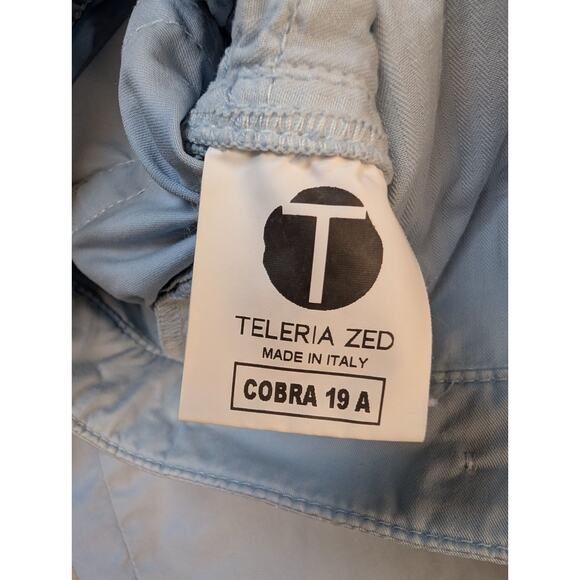 T
TELERIA ZED
MADE IN ITALY
COBRA 19 A